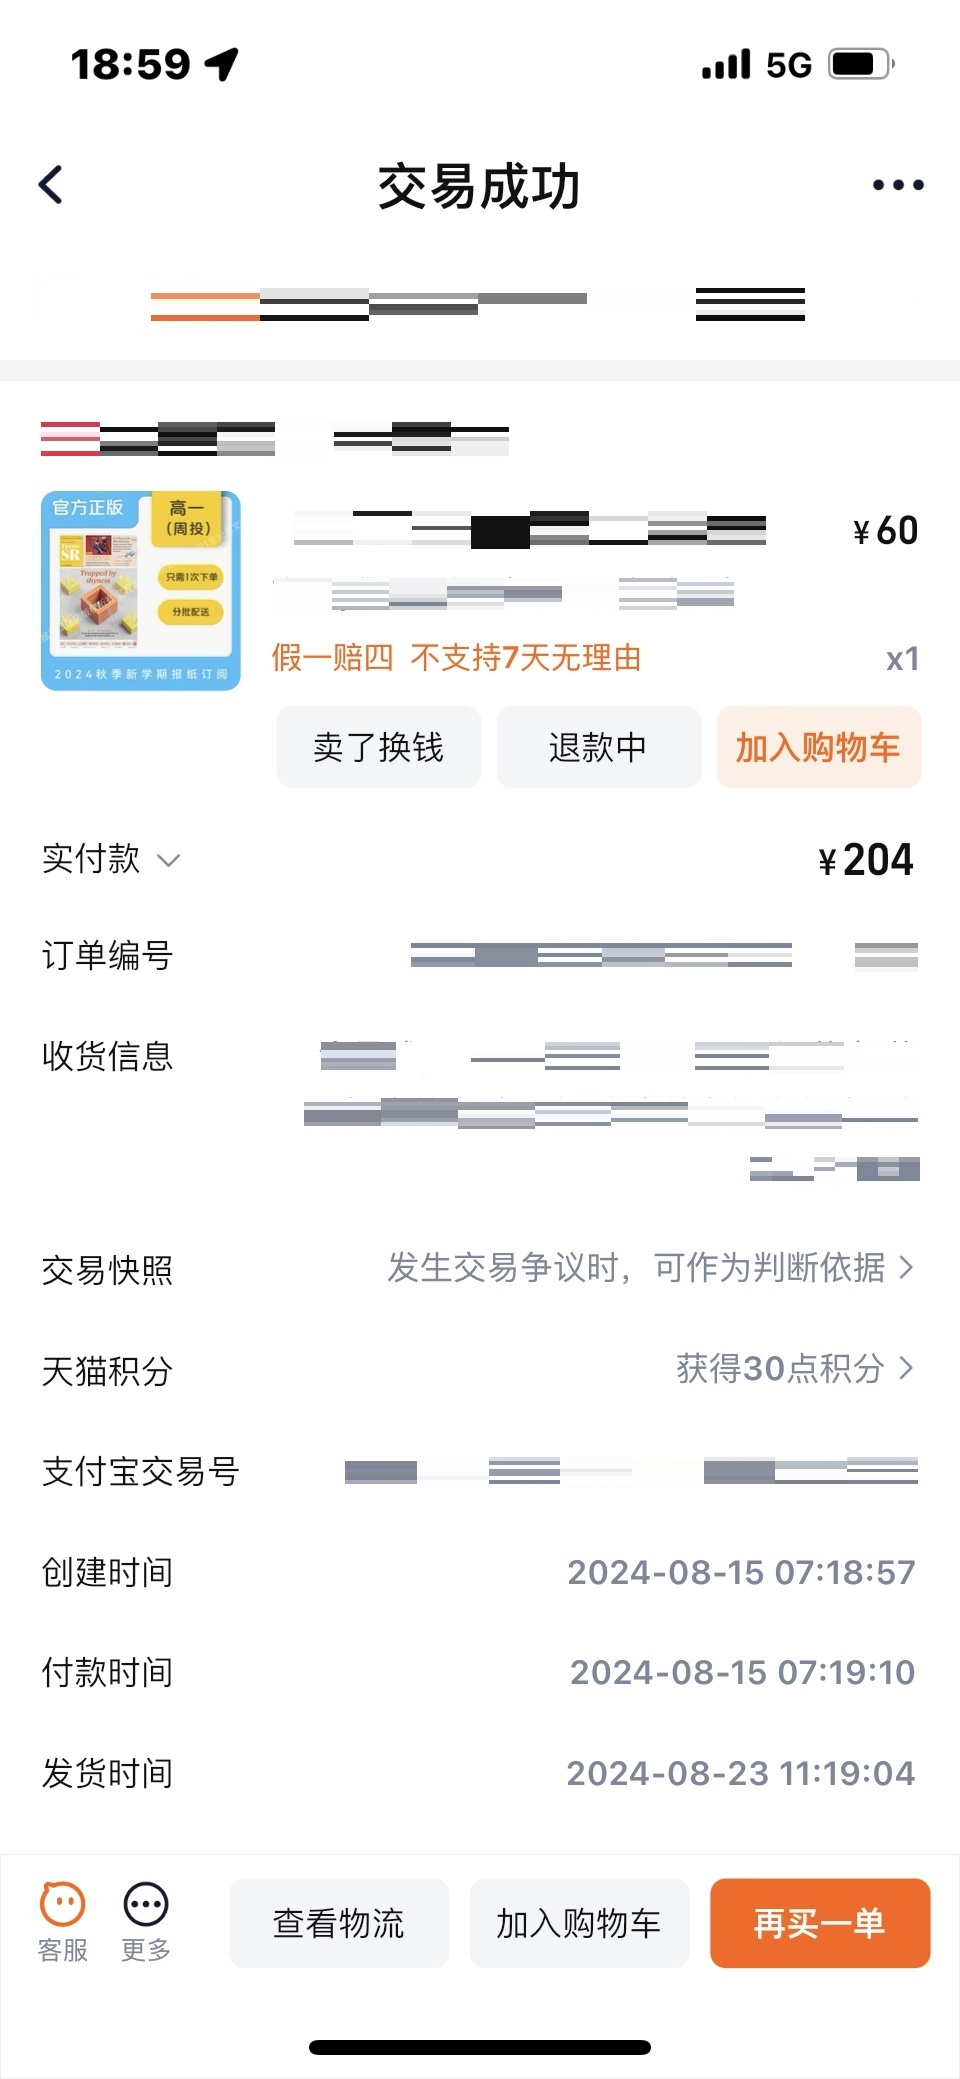 18:59
5G
交易成功
官方正版
高一
（周投）
Teens
SR
Trapped by
shyness
只需1次下单
分批配送
2024秋季新学期报纸订阅
¥60
假一赔四 不支持7天无理由
x1
卖了换钱
退款中
加入购物车
实付款
¥204
订单编号
收货信息
交易快照
发生交易争议时，可作为判断依据
天猫积分
获得30点积分
支付宝交易号
创建时间
2024-08-15 07:18:57
付款时间
2024-08-15 07:19:10
发货时间
2024-08-23 11:19:04
客服
更多
查看物流
加入购物车
再买一单